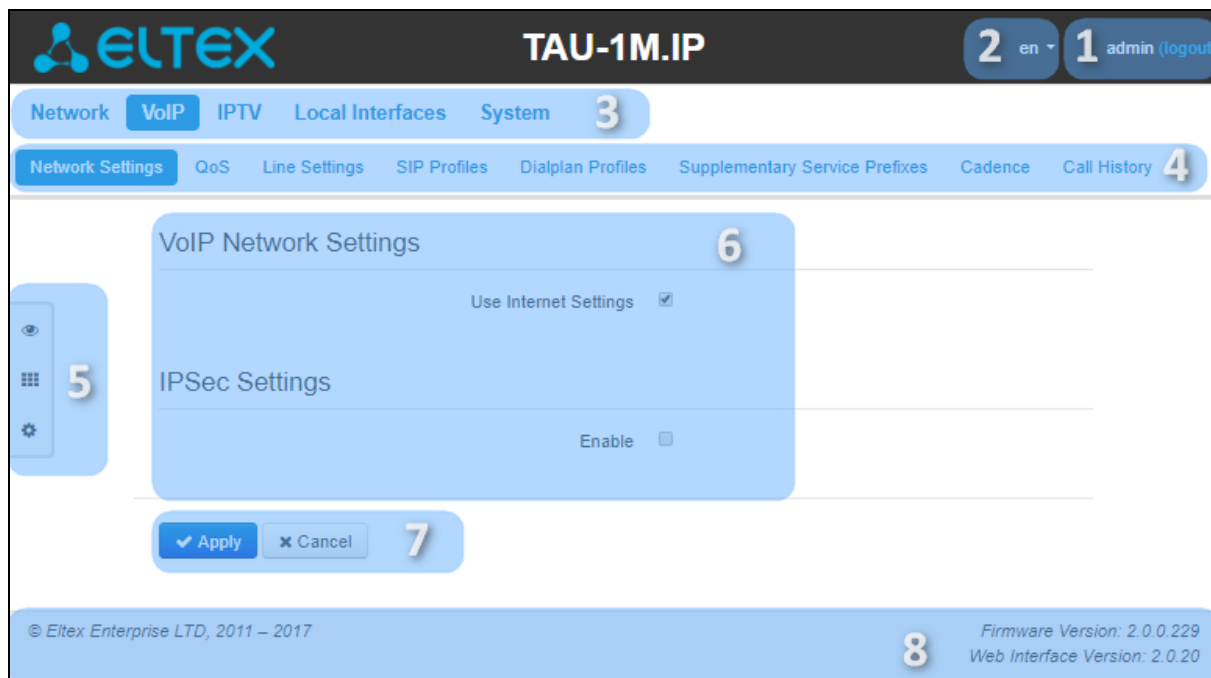 ELTEX TAU-1M.IP 2 en 1 admin (logout
Network VoIP IPTV Local Interfaces System 3
Network Settings QoS Line Settings SIP Profiles Dialplan Profiles Supplementary Service Prefixes Cadence Call History 4
VoIP Network Settings 6
Use Internet Settings
5
IPSec Settings
Enable
Apply Cancel 7
© Eltex Enterprise LTD, 2011 – 2017
8
Firmware Version: 2.0.0.229
Web Interface Version: 2.0.20